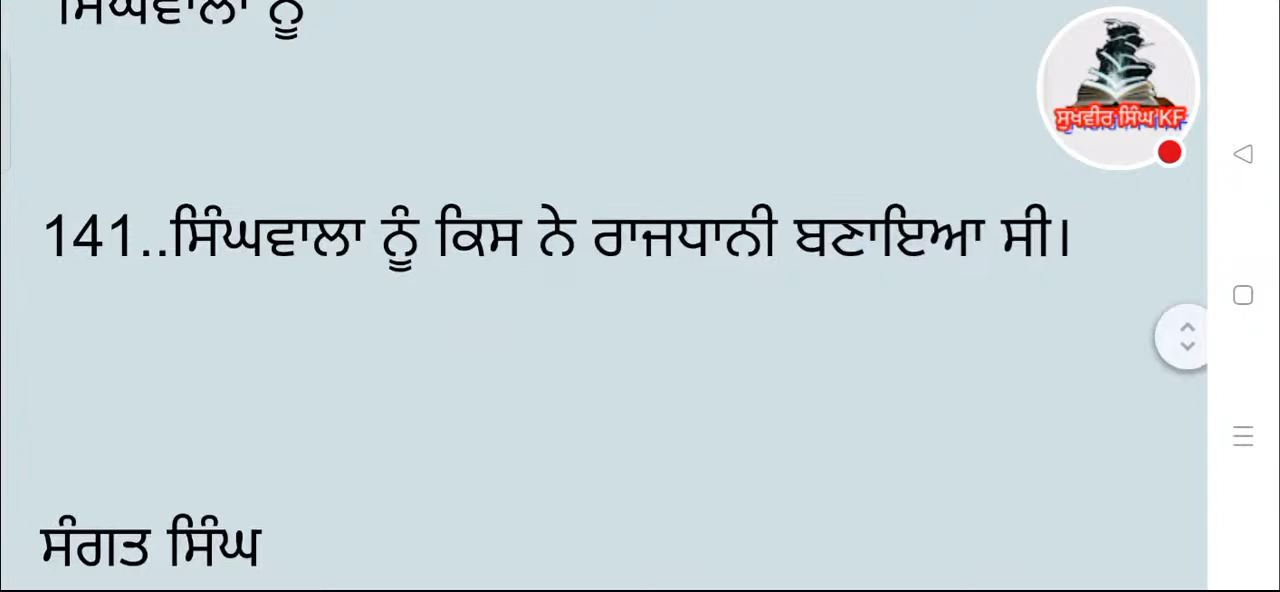 ਸਿੰਘਵਾਲਾ ਨੂੰ
ਸੁਖਵੀਰ ਸਿੰਘ KF
141..ਸਿੰਘਵਾਲਾ ਨੂੰ ਕਿਸ ਨੇ ਰਾਜਧਾਨੀ ਬਣਾਇਆ ਸੀ।
ਸੰਗਤ ਸਿੰਘ